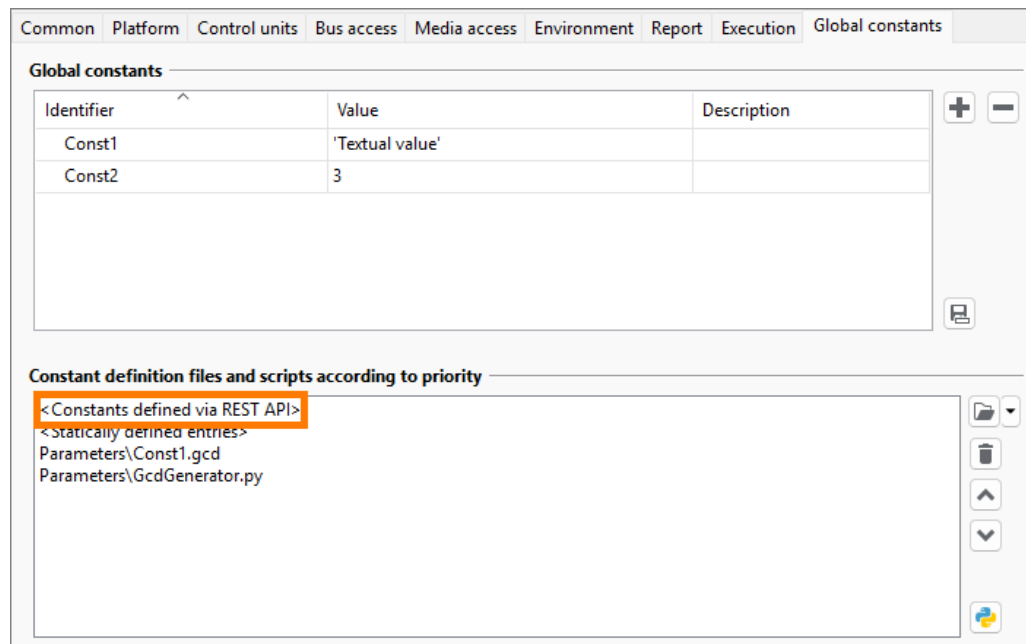 Common Platform Control units Bus access Media access Environment Report Execution Global constants
Global constants
Identifier Value Description
Const1 'Textual value'
Const2 3
Constant definition files and scripts according to priority
<Constants defined via REST API>
<Statically defined entries>
Parameters\Const1.gcd
Parameters\GcdGenerator.py